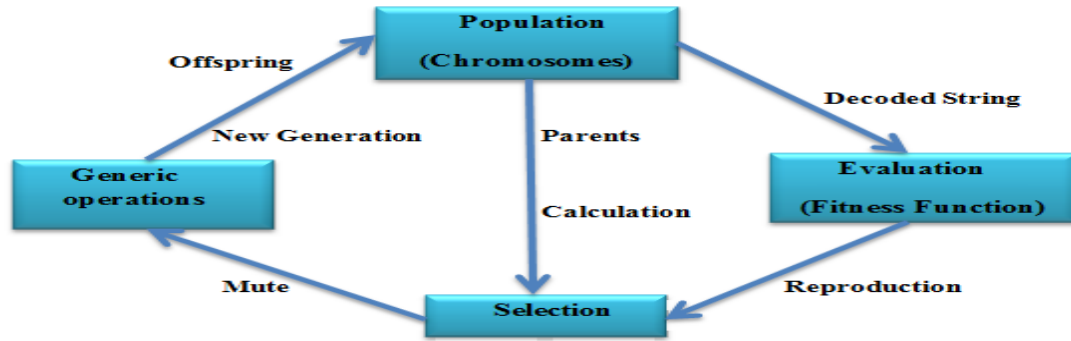 Population
(Chromosomes)
Offspring
Decoded String
New Generation
Parents
Generic
operations
Evaluation
(Fitness Function)
Calculation
Mute
Reproduction
Selection